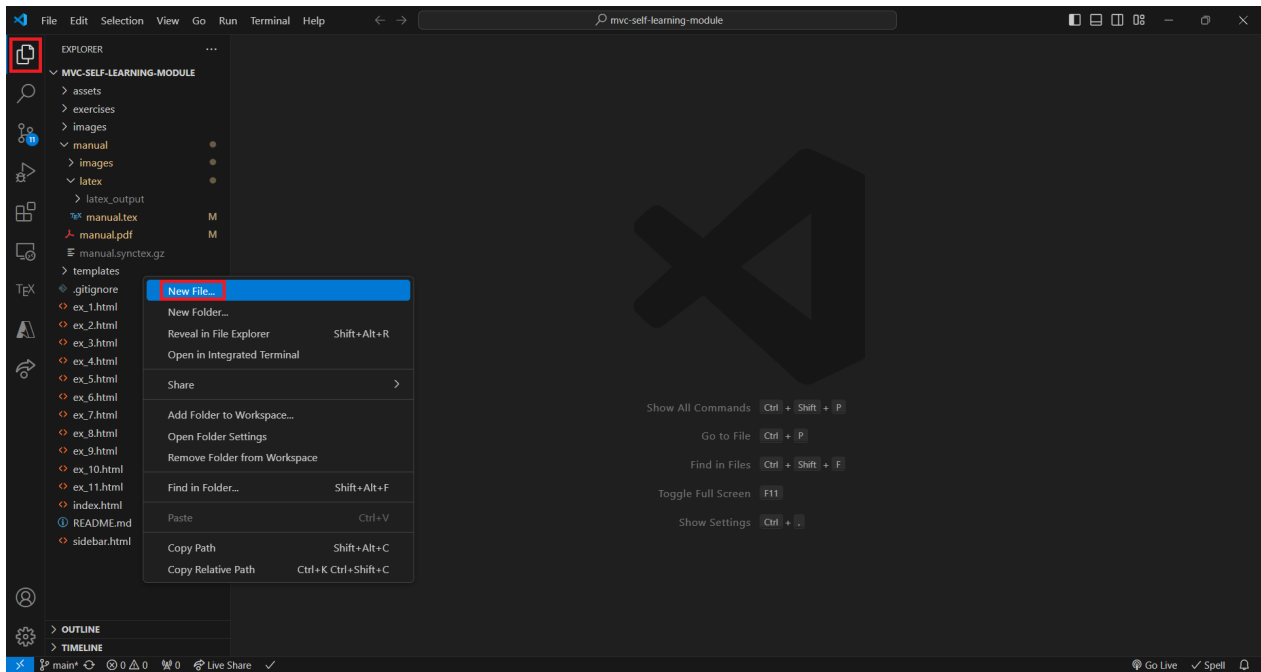 File Edit Selection View Go Run Terminal Help
mvc-self-learning-module
EXPLORER
MVC-SELF-LEARNING-MODULE
assets
exercises
images
11
manual
images
latex
latex_output
TEX manual.tex M
manual.pdf M
manual.synctex.gz
templates
TEX
.gitignore
ex_1.html
ex_2.html
ex_3.html
ex_4.html
ex_5.html
ex_6.html
ex_7.html
ex_8.html
ex_9.html
ex_10.html
ex_11.html
index.html
README.md
sidebar.html
New File...
New Folder...
Reveal in File Explorer Shift+Alt+R
Open in Integrated Terminal
Share
Add Folder to Workspace...
Open Folder Settings
Remove Folder from Workspace
Find in Folder... Shift+Alt+F
Paste Ctrl+V
Copy Path Shift+Alt+C
Copy Relative Path Ctrl+K Ctrl+Shift+C
Show All Commands Ctrl + Shift + P
Go to File Ctrl + P
Find in Files Ctrl + Shift + F
Toggle Full Screen F11
Show Settings Ctrl + ,
OUTLINE
TIMELINE
main* 0 0 0 Live Share Go Live Spell